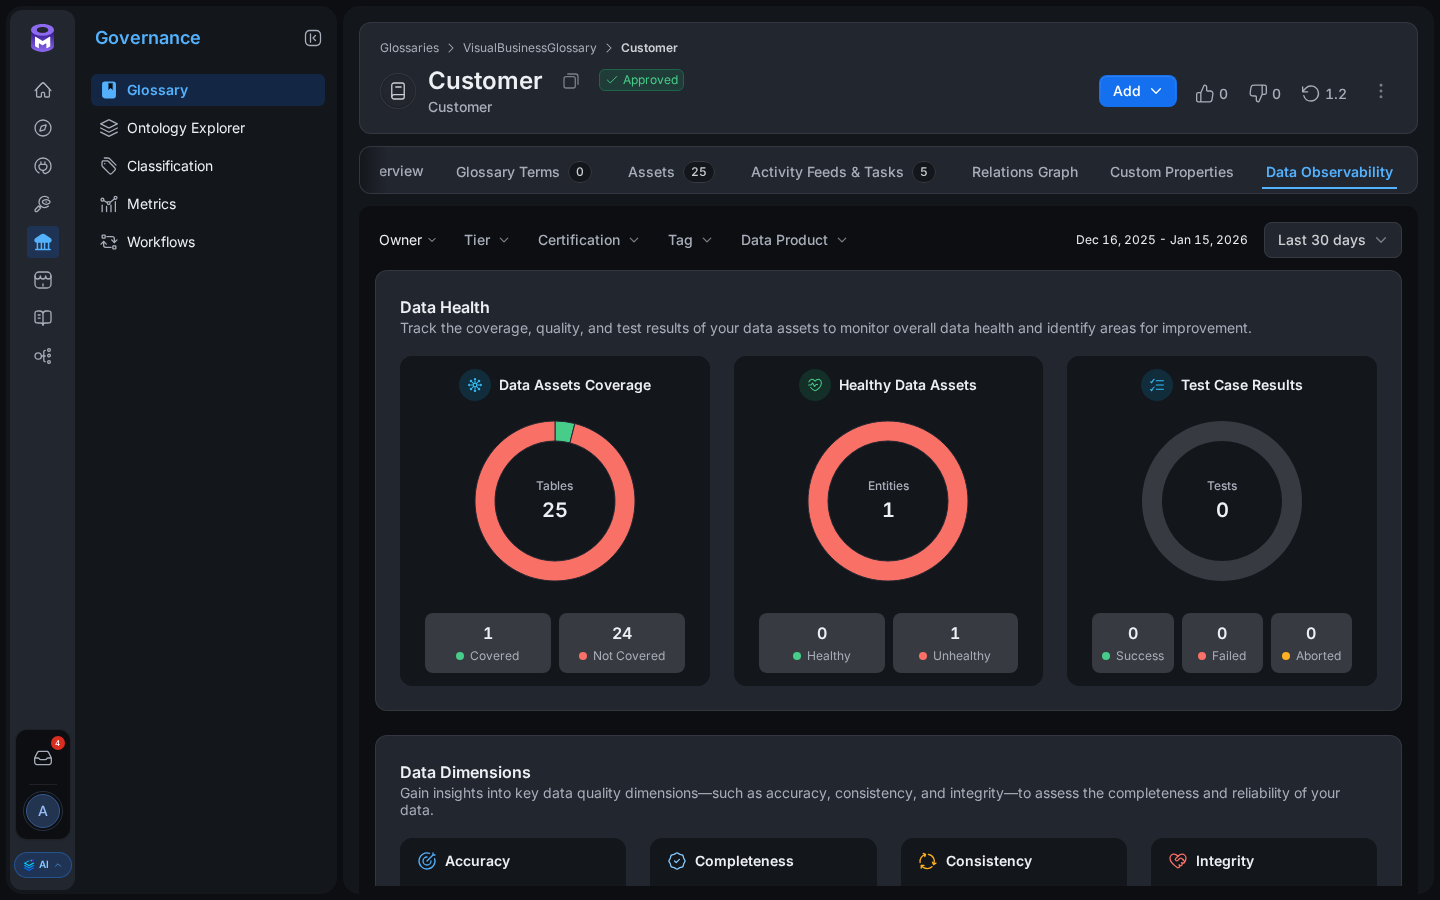 Governance
Glossary
Ontology Explorer
Classification
Metrics
Workflows
4
A
AI
Glossaries > VisualBusinessGlossary > Customer
Customer
Approved
Customer
Add
0
0
1.2
erview
Glossary Terms 0
Assets 25
Activity Feeds & Tasks 5
Relations Graph
Custom Properties
Data Observability
Owner
Tier
Certification
Tag
Data Product
Dec 16, 2025 - Jan 15, 2026
Last 30 days
Data Health
Track the coverage, quality, and test results of your data assets to monitor overall data health and identify areas for improvement.
Data Assets Coverage
Tables
25
1
Covered
24
Not Covered
Healthy Data Assets
Entities
1
0
Healthy
1
Unhealthy
Test Case Results
Tests
0
0
Success
0
Failed
0
Aborted
Data Dimensions
Gain insights into key data quality dimensions—such as accuracy, consistency, and integrity—to assess the completeness and reliability of your
data.
Accuracy
Completeness
Consistency
Integrity